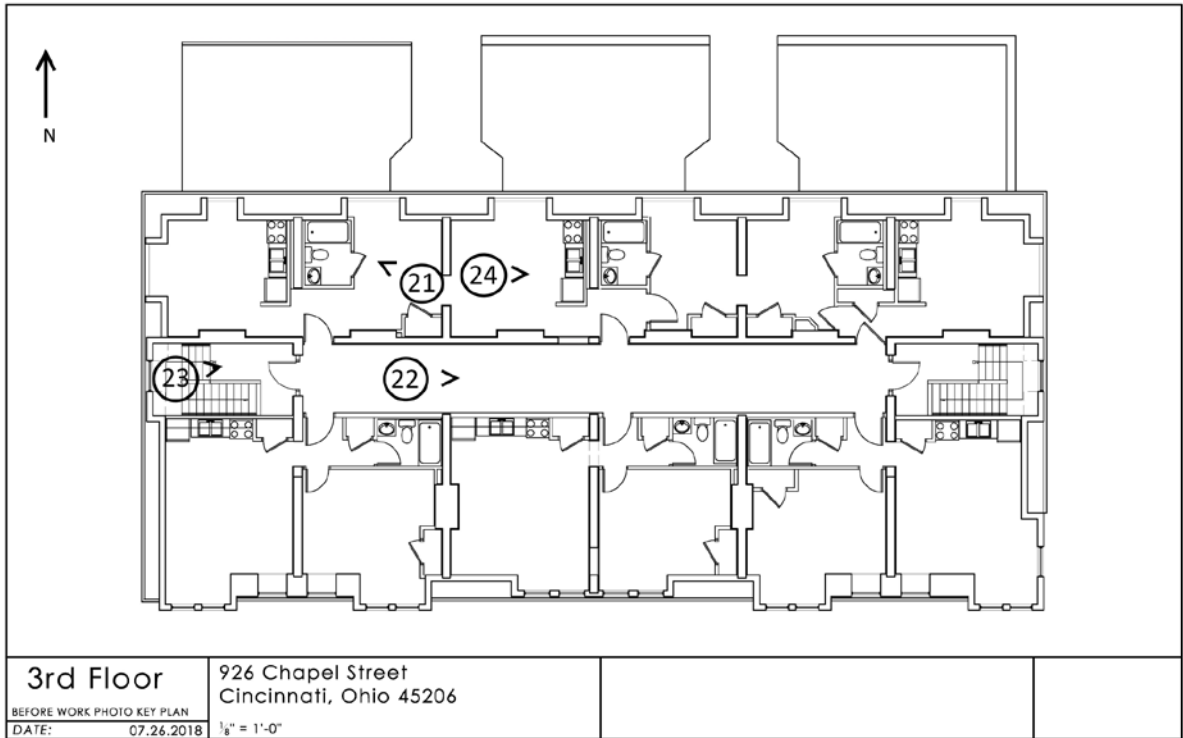 N
21
24
23
22
3rd Floor
BEFORE WORK PHOTO KEY PLAN
DATE: 07.26.2018
926 Chapel Street
Cincinnati, Ohio 45206
⅛" = 1'-0"